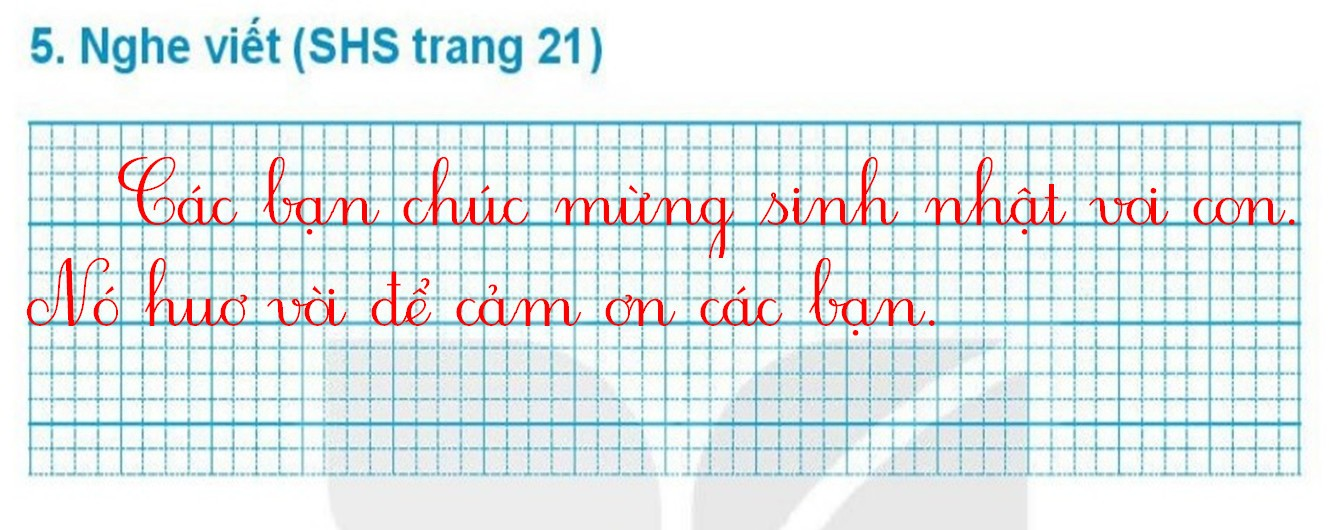 5. Nghe viết (SHS trang 21)
Các bạn chúc mừng sinh nhật voi con.
Nó huơ vòi để cảm ơn các bạn.